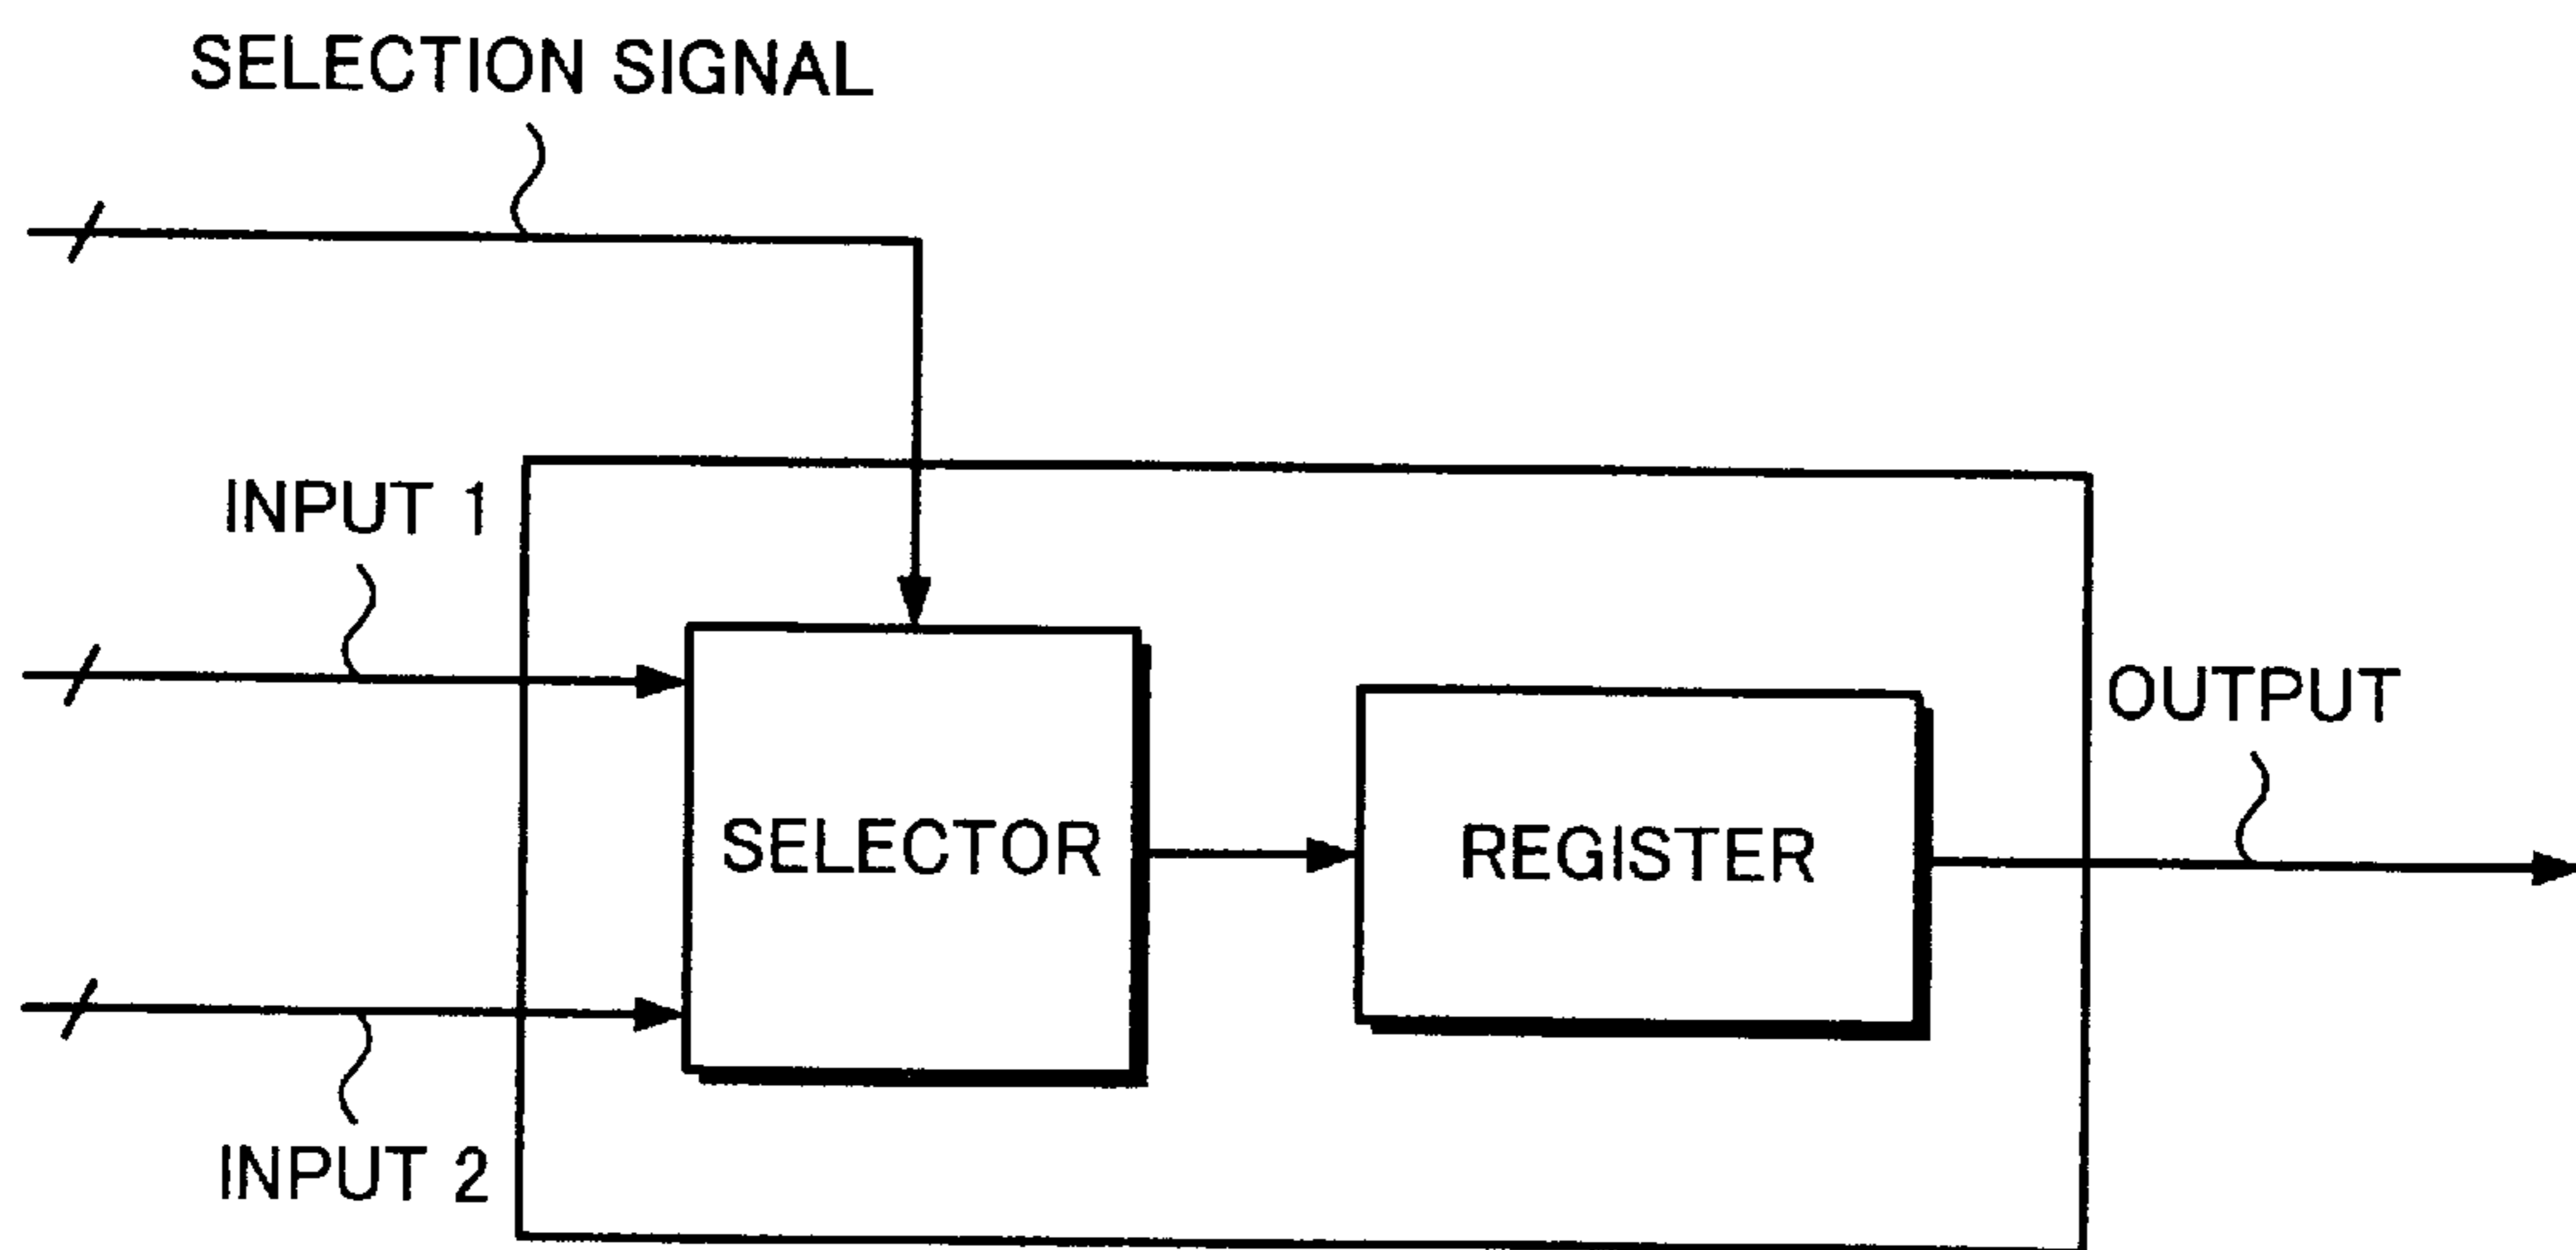 SELECTION SIGNAL
INPUT 1
OUTPUT
SELECTOR
REGISTER
INPUT 2